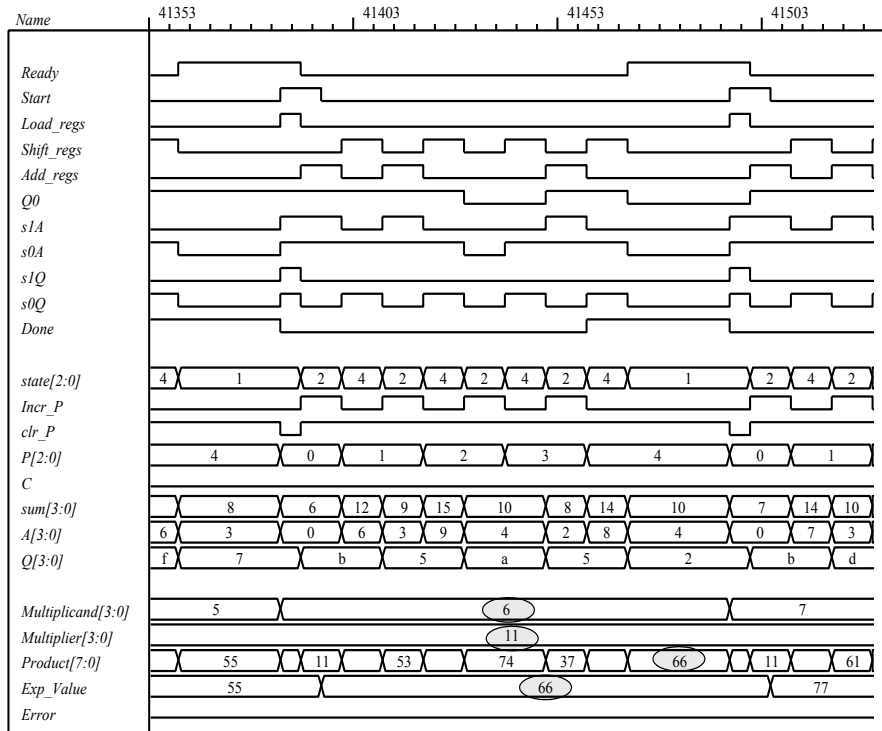 Name 41353 41403 41453 41503
Ready
Start
Load_regs
Shift_regs
Add_regs
Q0
s1A
s0A
s1Q
s0Q
Done
state[2:0] 4 1 2 4 2 4 2 4 2 4 1 2 4 2
Incr_P
clr_P
P[2:0] 4 0 1 2 3 4 0 1
C
sum[3:0] 8 6 12 9 15 10 8 14 10 7 14 10
A[3:0] 6 3 0 6 3 9 4 2 8 4 0 7 3
Q[3:0] f 7 b 5 a 5 2 b d
Multiplicand[3:0] 5 6 7
Multiplier[3:0] 11
Product[7:0] 55 11 53 74 37 66 11 61
Exp_Value 55 66 77
Error